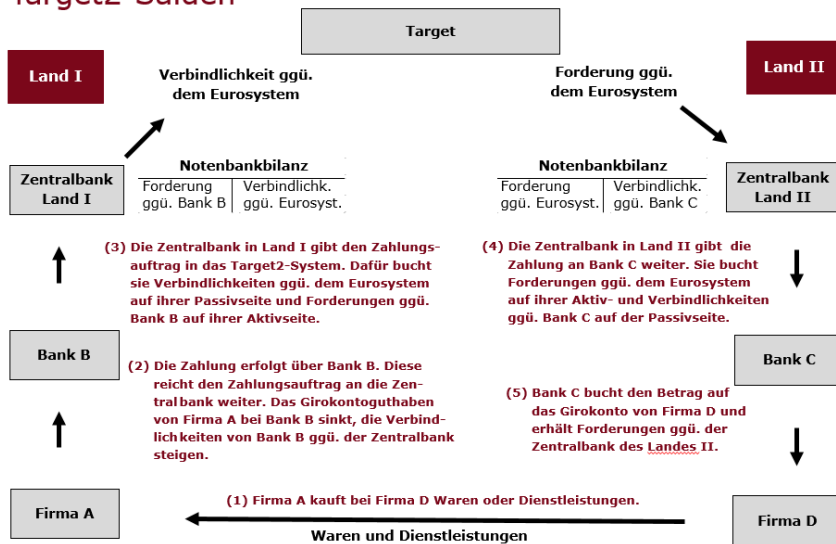 Target2-Salden
Target
Land I
Verbindlichkeit ggü.
dem Eurosystem
Forderung ggü.
dem Eurosystem
Land II
Zentralbank
Land I
Notenbankbilanz
Forderung
ggü. Bank B
Verbindlichk.
ggü. Eurosyst.
Notenbankbilanz
Forderung
ggü. Eurosyst.
Verbindlichk.
ggü. Bank C
Zentralbank
Land II
(3) Die Zentralbank in Land I gibt den Zahlungs-
auftrag in das Target2-System. Dafür bucht
sie Verbindlichkeiten ggü. dem Eurosystem
auf ihrer Passivseite und Forderungen ggü.
Bank B auf ihrer Aktivseite.
(4) Die Zentralbank in Land II gibt die
Zahlung an Bank C weiter. Sie bucht
Forderungen ggü. dem Eurosystem
auf ihrer Aktiv- und Verbindlichkeiten
ggü. Bank C auf der Passivseite.
Bank B
(2) Die Zahlung erfolgt über Bank B. Diese
reicht den Zahlungsauftrag an die Zen-
tralbank weiter. Das Girokontoguthaben
von Firma A bei Bank B sinkt, die Verbind-
lichkeiten von Bank B ggü. der Zentralbank
steigen.
Bank C
(5) Bank C bucht den Betrag auf
das Girokonto von Firma D und
erhält Forderungen ggü. der
Zentralbank des Landes II.
Firma A
(1) Firma A kauft bei Firma D Waren oder Dienstleistungen.
Waren und Dienstleistungen
Firma D